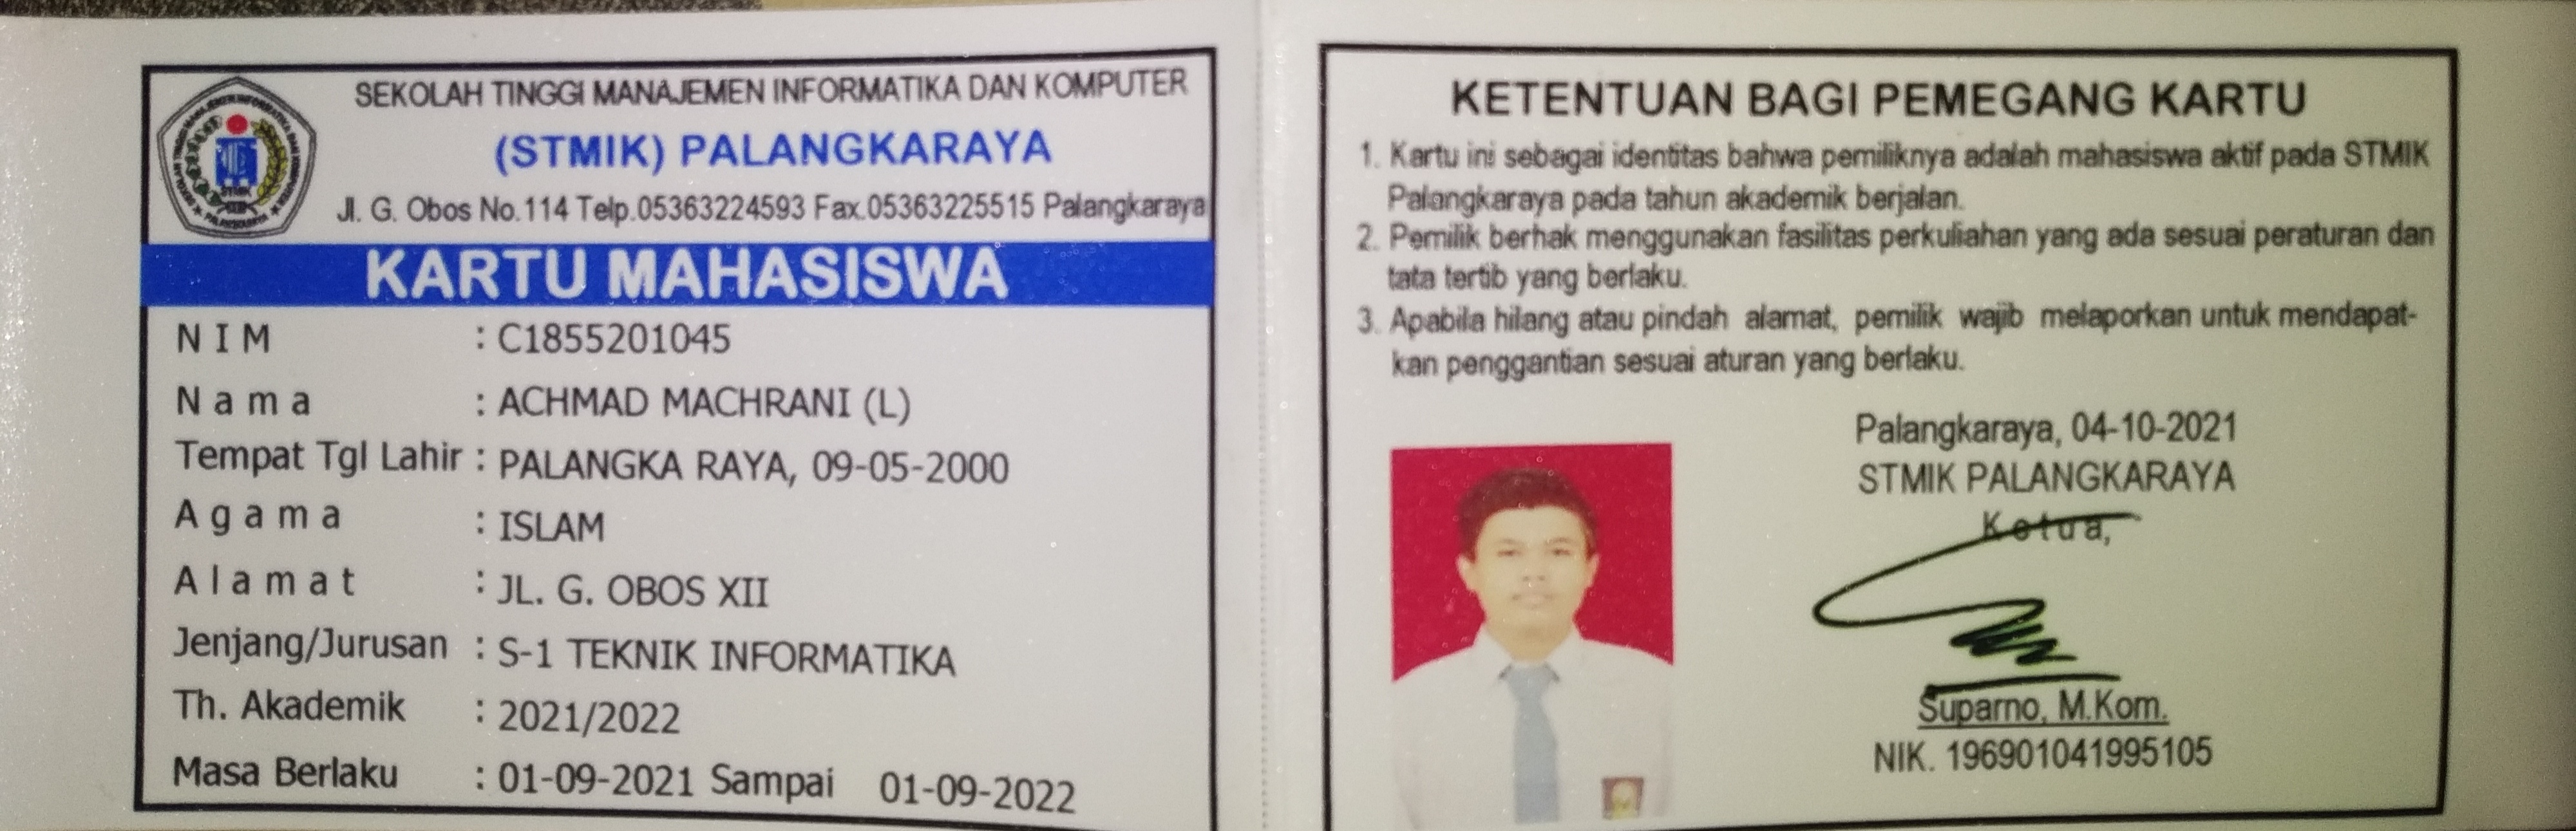 SEKOLAH TINGGI MANAJEMEN INFORMATIKA DAN KOMPUTER
(STMIK) PALANGKARAYA
Jl. G. Obos No.114 Telp.05363224593 Fax.05363225515 Palangkaraya
KARTU MAHASISWA
NIM : C1855201045
Nama : ACHMAD MACHRANI (L)
Tempat Tgl Lahir : PALANGKA RAYA, 09-05-2000
Agama : ISLAM
Alamat : JL. G. OBOS XII
Jenjang/Jurusan : S-1 TEKNIK INFORMATIKA
Th. Akademik : 2021/2022
Masa Berlaku : 01-09-2021 Sampai 01-09-2022
KETENTUAN BAGI PEMEGANG KARTU
1. Kartu ini sebagai identitas bahwa pemiliknya adalah mahasiswa aktif pada STMIK
Palangkaraya pada tahun akademik berjalan.
2. Pemilik berhak menggunakan fasilitas perkuliahan yang ada sesuai peraturan dan
tata tertib yang berlaku.
3. Apabila hilang atau pindah alamat, pemilik wajib melaporkan untuk mendapat-
kan penggantian sesuai aturan yang berlaku.
Palangkaraya, 04-10-2021
STMIK PALANGKARAYA
Ketua,
Suparno, M.Kom.
NIK. 196901041995105